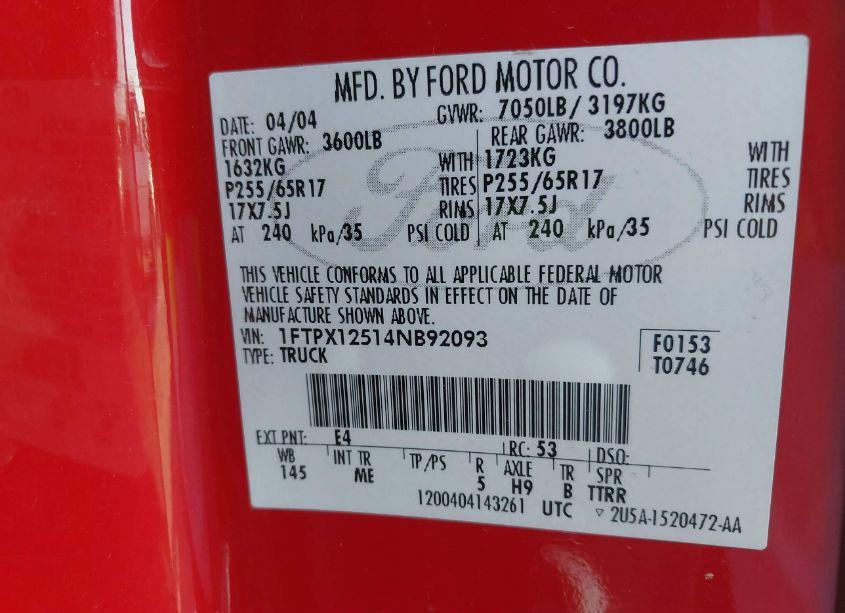 MFD. BY FORD MOTOR CO.
DATE: 04/04 GVWR: 7050LB/ 3197KG
FRONT GAWR: 3600LB REAR GAWR: 3800LB
1632KG WITH 1723KG WITH
P255/65R17 TIRES P255/65R17 TIRES
17X7.5J RIMS 17X7.5J RIMS
AT 240 kPa/35 PSI COLD AT 240 kPa/35 PSI COLD
Ford
THIS VEHICLE CONFORMS TO ALL APPLICABLE FEDERAL MOTOR
VEHICLE SAFETY STANDARDS IN EFFECT ON THE DATE OF
MANUFACTURE SHOWN ABOVE.
VIN: 1FTPX12514NB92093 F0153
TYPE: TRUCK T0746
EXT PNT: E4 RC: 53 DSO:
WB INT TR TP/PS R AXLE TR SPR
145 ME 5 H9 B TTRR
1200404143261 UTC ▽ 2U5A-1520472-AA